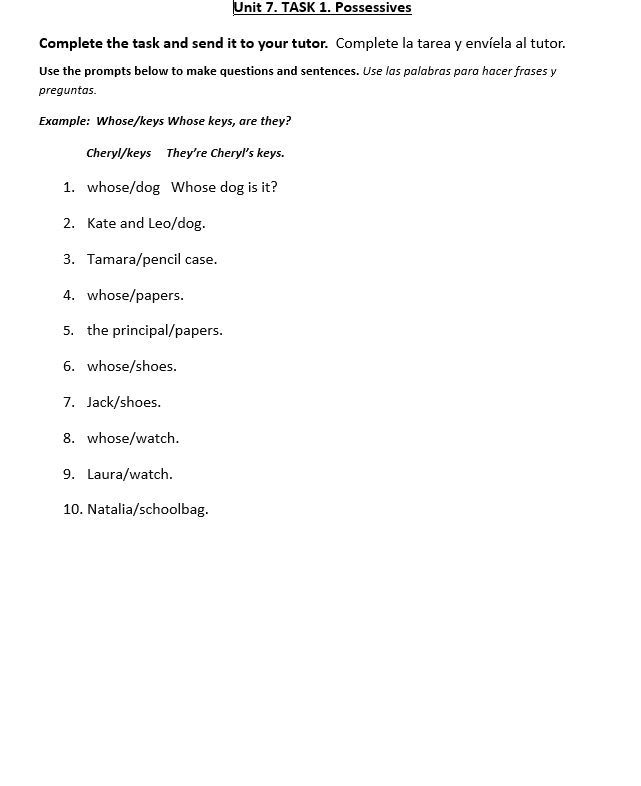 Unit 7. TASK 1. Possessives
Complete the task and send it to your tutor. Complete la tarea y envíela al tutor.
Use the prompts below to make questions and sentences. Use las palabras para hacer frases y
preguntas.
Example: Whose/keys Whose keys, are they?
Cheryl/keys They're Cheryl's keys.
1. whose/dog Whose dog is it?
2. Kate and Leo/dog.
3. Tamara/pencil case.
4. whose/papers.
5. the principal/papers.
6. whose/shoes.
7. Jack/shoes.
8. whose/watch.
9. Laura/watch.
10. Natalia/schoolbag.